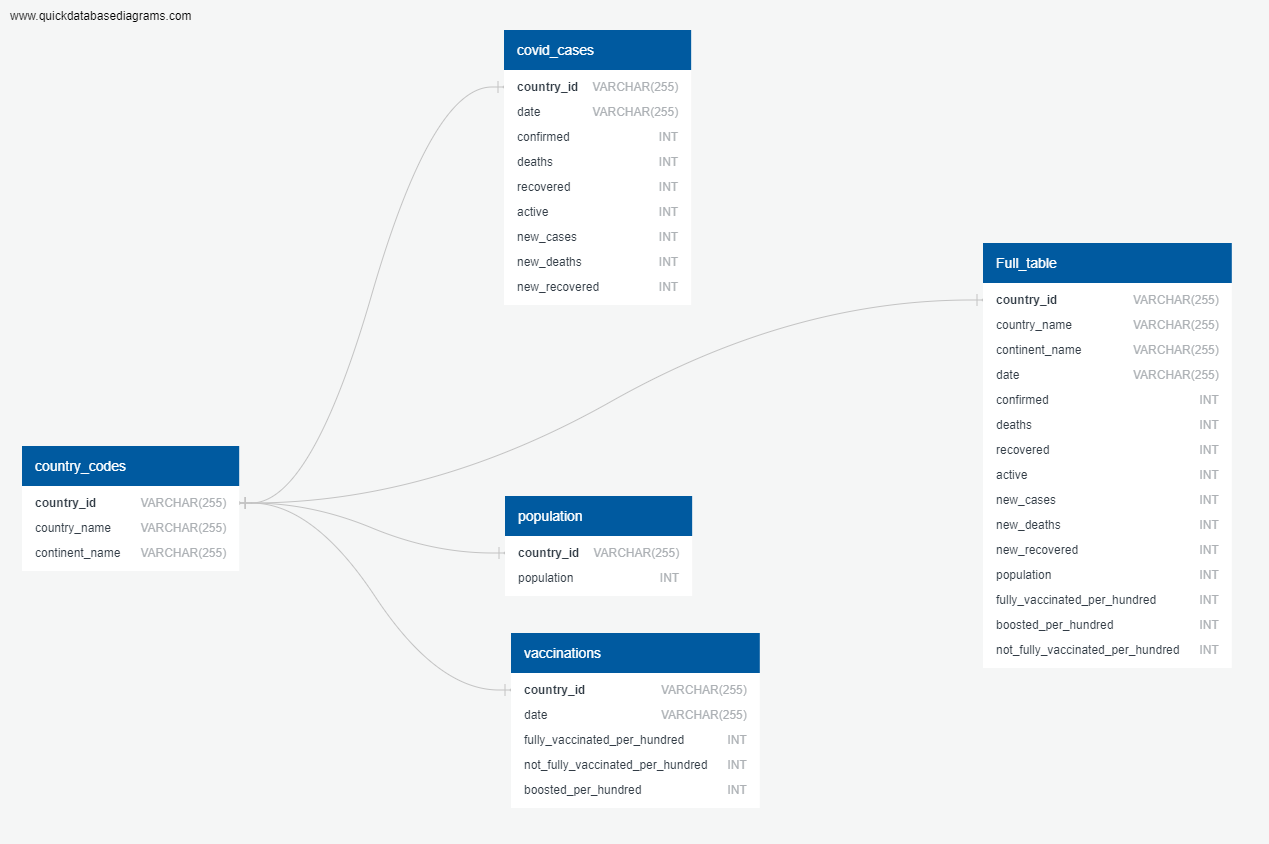 www.quickdatabasediagrams.com
covid_cases
country_id VARCHAR(255)
date VARCHAR(255)
confirmed INT
deaths INT
recovered INT
active INT
new_cases INT
new_deaths INT
new_recovered INT
Full_table
country_id VARCHAR(255)
country_name VARCHAR(255)
continent_name VARCHAR(255)
date VARCHAR(255)
confirmed INT
deaths INT
recovered INT
active INT
new_cases INT
new_deaths INT
new_recovered INT
population INT
fully_vaccinated_per_hundred INT
boosted_per_hundred INT
not_fully_vaccinated_per_hundred INT
country_codes
country_id VARCHAR(255)
country_name VARCHAR(255)
continent_name VARCHAR(255)
population
country_id VARCHAR(255)
population INT
vaccinations
country_id VARCHAR(255)
date VARCHAR(255)
fully_vaccinated_per_hundred INT
not_fully_vaccinated_per_hundred INT
boosted_per_hundred INT